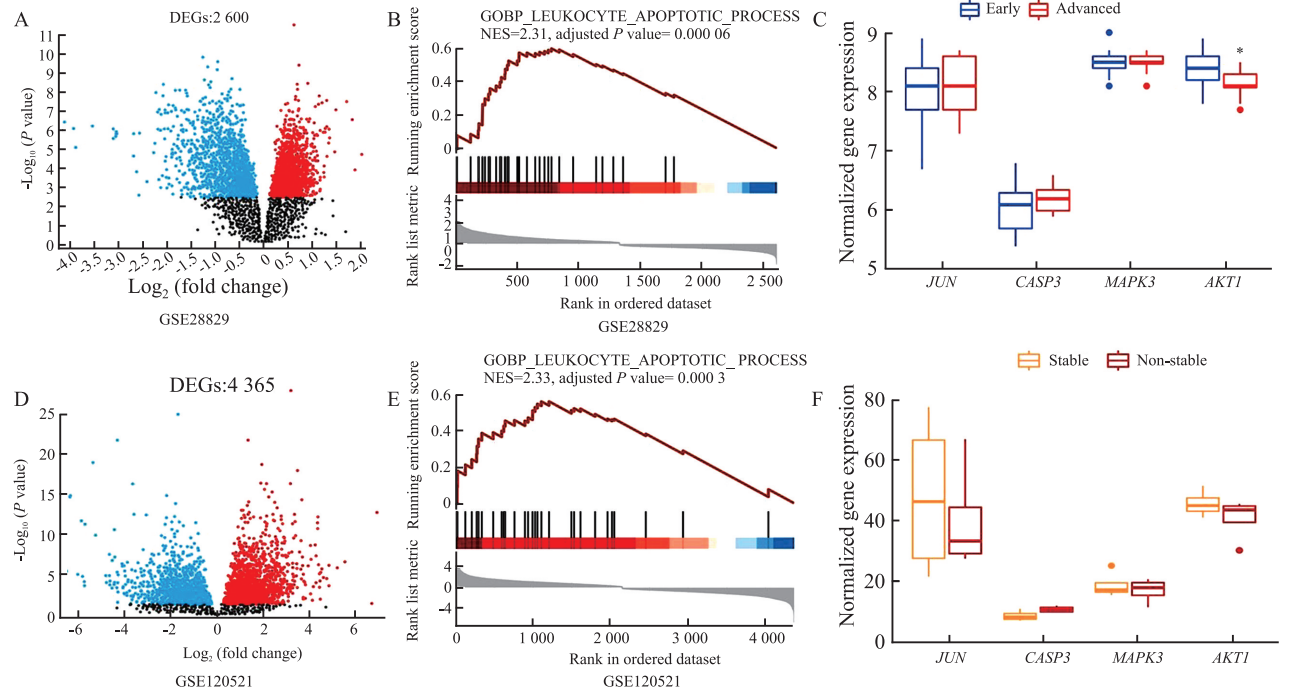 A
DEGs:2 600
11
10
9
8
7
6
5
4
3
2
1
0
-Log₁₀ (P value)
-4.0
-3.5
-3.0
-2.5
-2.0
-1.5
-1.0
-0.5
0
0.5
1.0
1.5
2.0
Log₂ (fold change)
GSE28829
B
GOBP_LEUKOCYTE_APOPTOTIC_PROCESS
NES=2.31, adjusted P value= 0.000 06
Running enrichment score
0.6
0.4
0.2
0
Rank list metric
4
3
2
1
0
-2
500
1 000
1 500
2 000
2 500
Rank in ordered dataset
GSE28829
C
Early
Advanced
Normalized gene expression
9
8
7
6
5
*
JUN
CASP3
MAPK3
AKT1
D
DEGs:4 365
25
20
15
10
5
0
-Log₁₀ (P value)
-6
-4
-2
0
2
4
6
Log₂ (fold change)
GSE120521
E
GOBP_LEUKOCYTE_APOPTOTIC_ PROCESS
NES=2.33, adjusted P value= 0.000 3
Running enrichment score
0.6
0.4
0.2
0
Rank list metric
4
0
-4
0
1 000
2 000
3 000
4 000
Rank in ordered dataset
GSE120521
F
Stable
Non-stable
Normalized gene expression
80
60
40
20
0
JUN
CASP3
MAPK3
AKT1